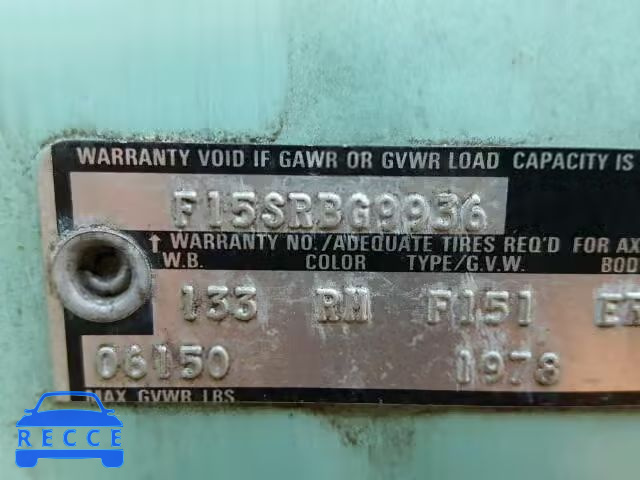 WARRANTY VOID IF GAWR OR GVWR LOAD CAPACITY IS
F15SRBG9936
↑ WARRANTY NO./ADEQUATE TIRES REQ'D FOR AX
W.B. COLOR TYPE/G.V.W. BODY
133 RM F151 E
06150 1978
MAX. GVWR LBS.
RECCE